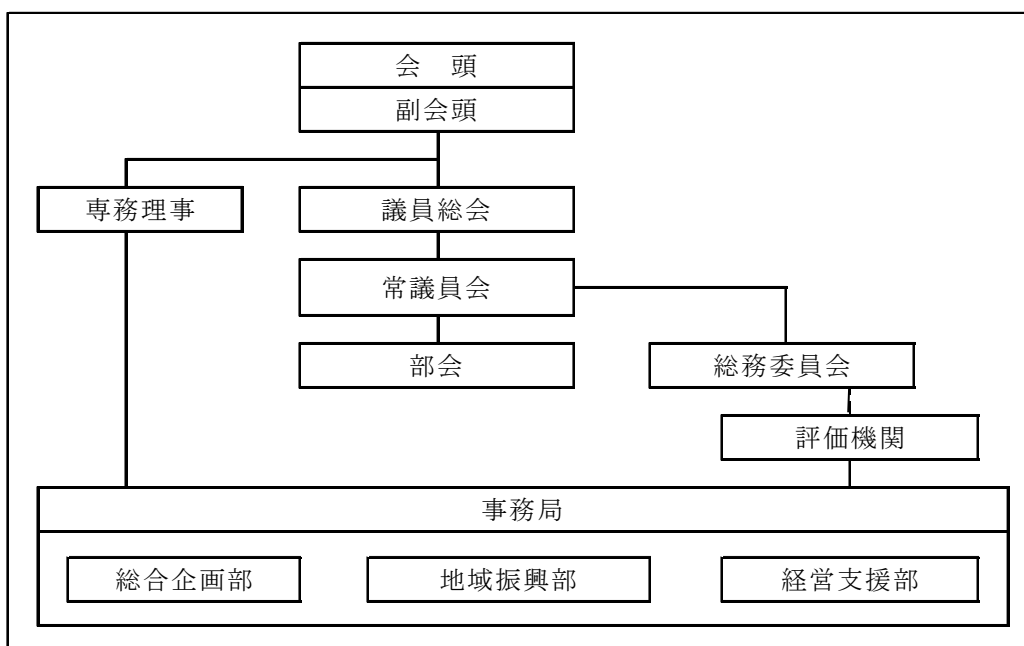 会　頭
副会頭
専務理事
議員総会
常議員会
部会
総務委員会
評価機関
事務局
総合企画部
地域振興部
経営支援部